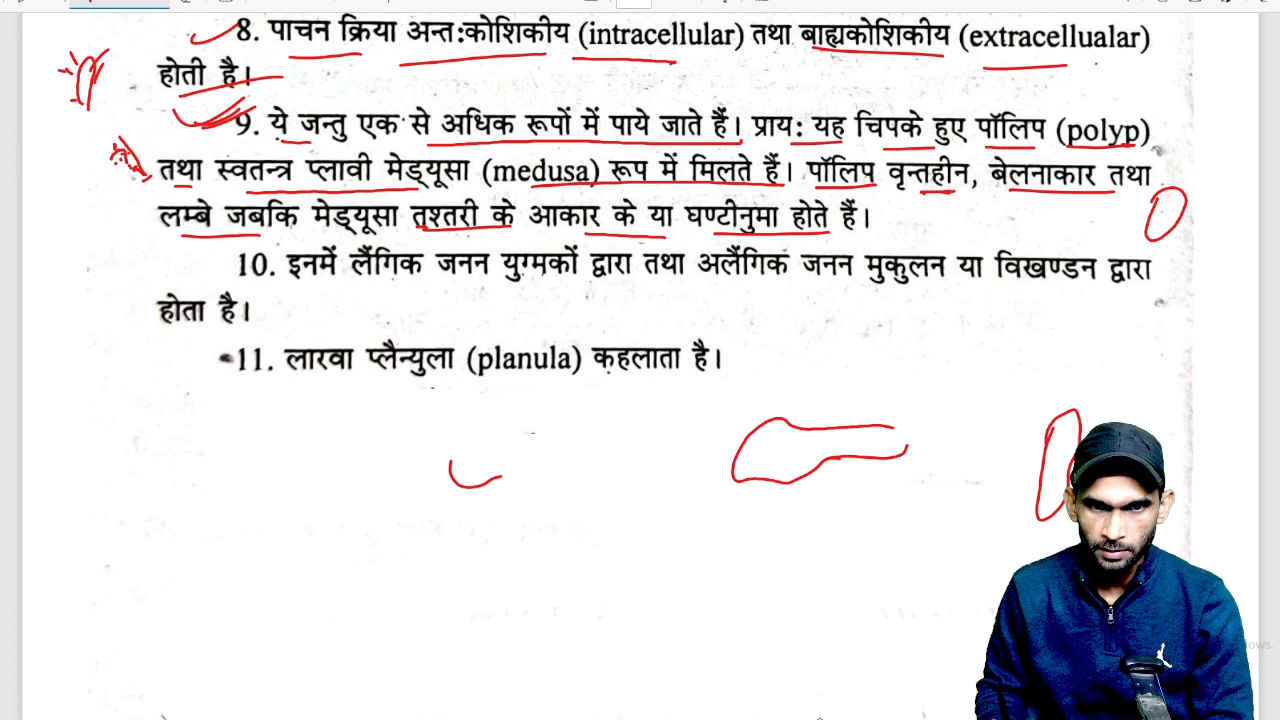 8. पाचन क्रिया अन्त:कोशिकीय (intracellular) तथा बाह्यकोशिकीय (extracellualar)
होती है।
9. ये जन्तु एक से अधिक रूपों में पाये जाते हैं। प्राय: यह चिपके हुए पॉलिप (polyp)
तथा स्वतन्त्र प्लावी मेड्यूसा (medusa) रूप में मिलते हैं। पॉलिप वृन्तहीन, बेलनाकार तथा
लम्बे जबकि मेड्यूसा तश्तरी के आकार के या घण्टीनुमा होते हैं।
10. इनमें लैंगिक जनन युग्मकों द्वारा तथा अलैंगिक जनन मुकुलन या विखण्डन द्वारा
होता है।
11. लारवा प्लैन्युला (planula) कहलाता है।